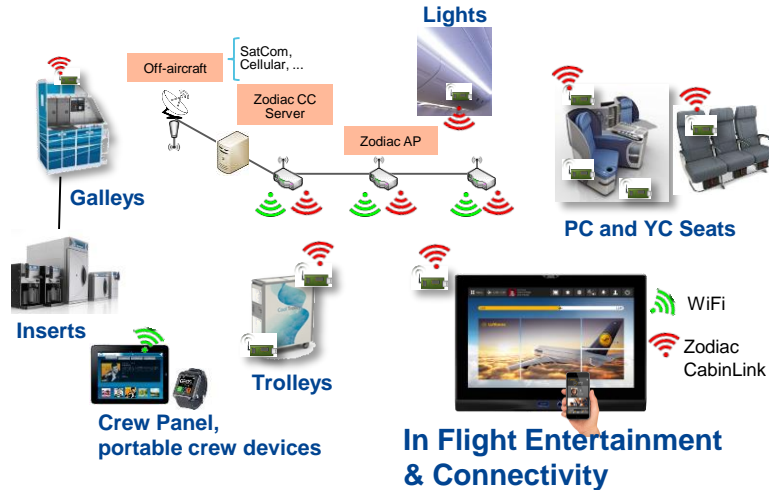 Lights
SatCom,
Cellular, ...
Off-aircraft
Zodiac CC
Server
Zodiac AP
Galleys
PC and YC Seats
Inserts
WiFi
Zodiac
CabinLink
Trolleys
Crew Panel,
portable crew devices
In Flight Entertainment
& Connectivity